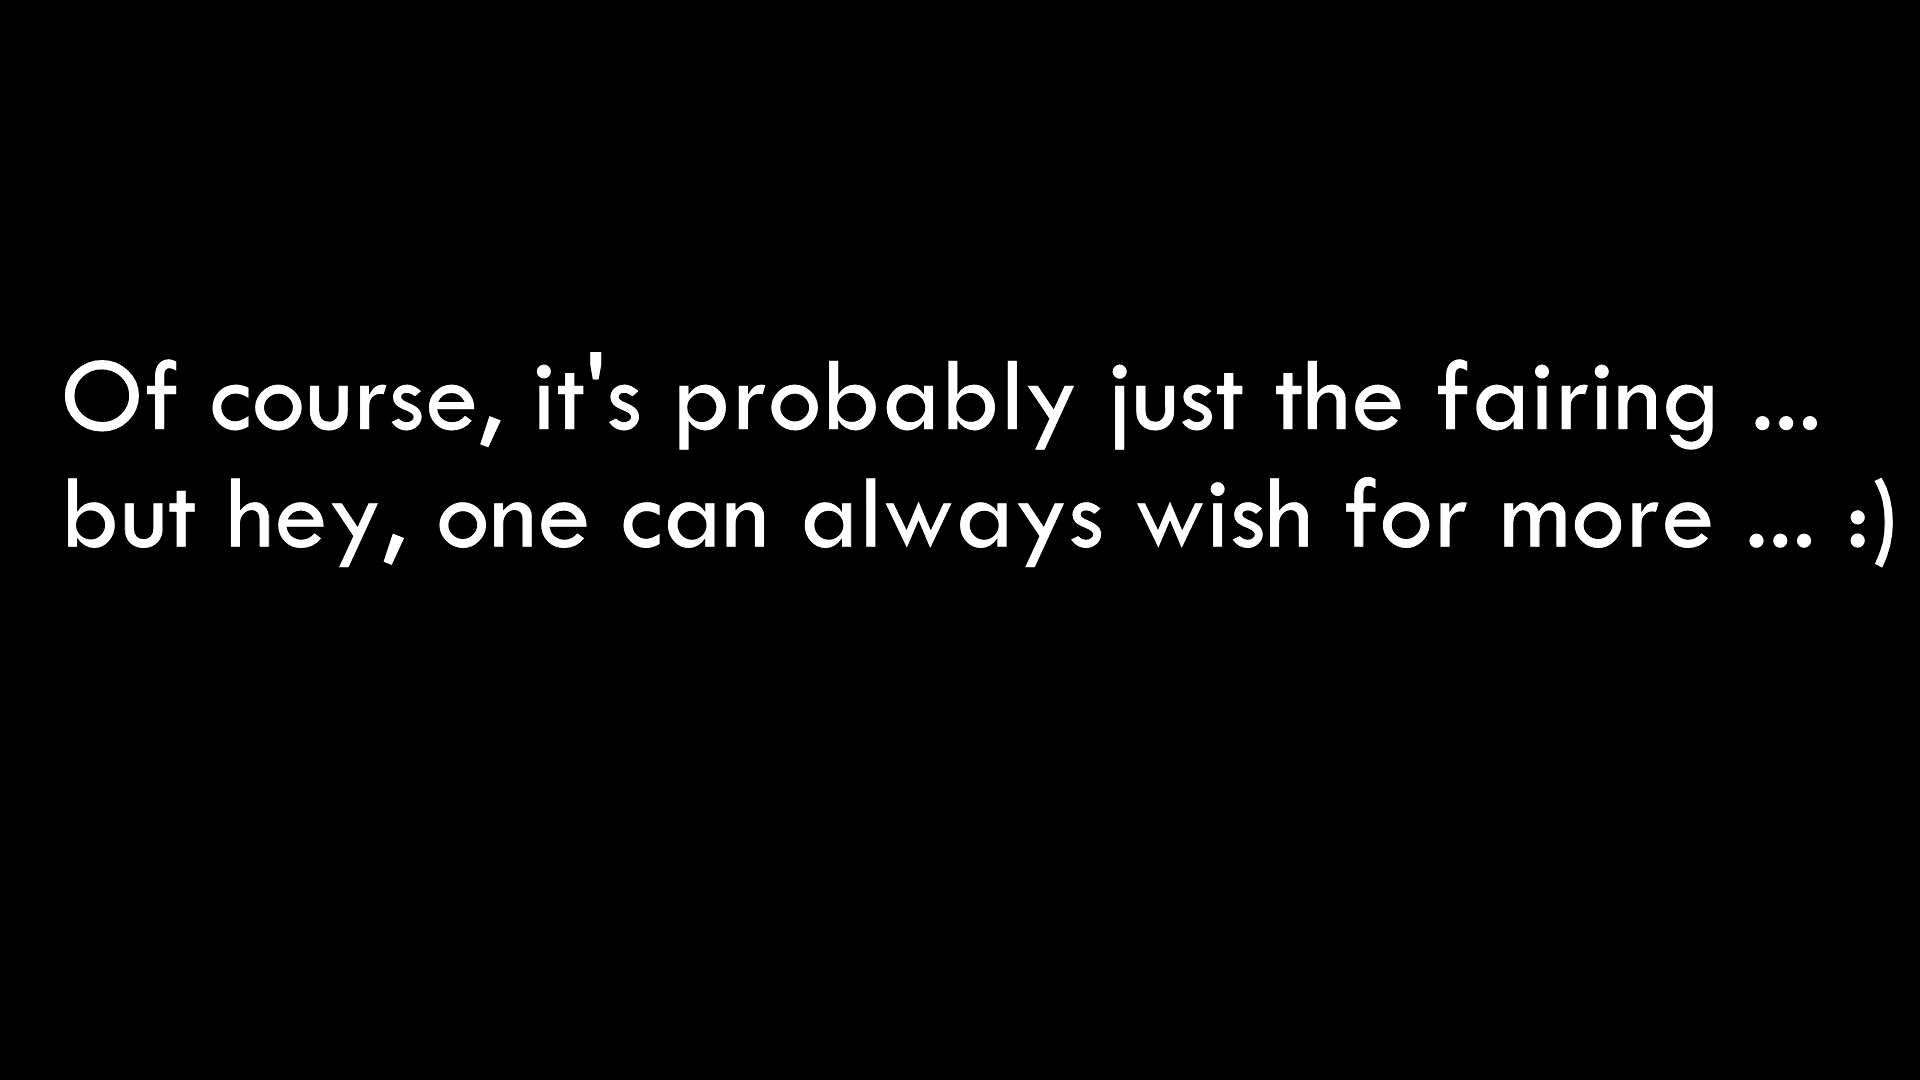 Of course, it's probably just the fairing ...
but hey, one can always wish for more ... :)